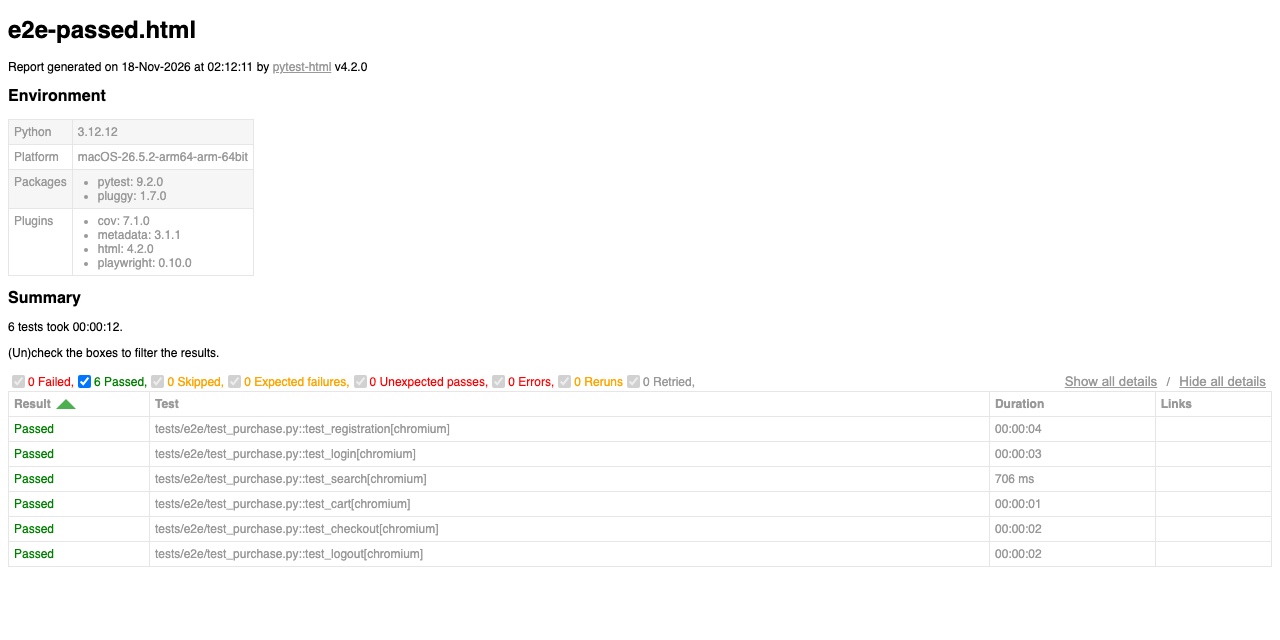 e2e-passed.html
Report generated on 18-Nov-2026 at 02:12:11 by pytest-html v4.2.0
Environment
Python 3.12.12
Platform macOS-26.5.2-arm64-arm-64bit
Packages
pytest: 9.2.0
pluggy: 1.7.0
Plugins
cov: 7.1.0
metadata: 3.1.1
html: 4.2.0
playwright: 0.10.0
Summary
6 tests took 00:00:12.
(Un)check the boxes to filter the results.
0 Failed, 6 Passed, 0 Skipped, 0 Expected failures, 0 Unexpected passes, 0 Errors, 0 Reruns 0 Retried, Show all details / Hide all details
Result Test Duration Links
Passed tests/e2e/test_purchase.py::test_registration[chromium] 00:00:04
Passed tests/e2e/test_purchase.py::test_login[chromium] 00:00:03
Passed tests/e2e/test_purchase.py::test_search[chromium] 706 ms
Passed tests/e2e/test_purchase.py::test_cart[chromium] 00:00:01
Passed tests/e2e/test_purchase.py::test_checkout[chromium] 00:00:02
Passed tests/e2e/test_purchase.py::test_logout[chromium] 00:00:02